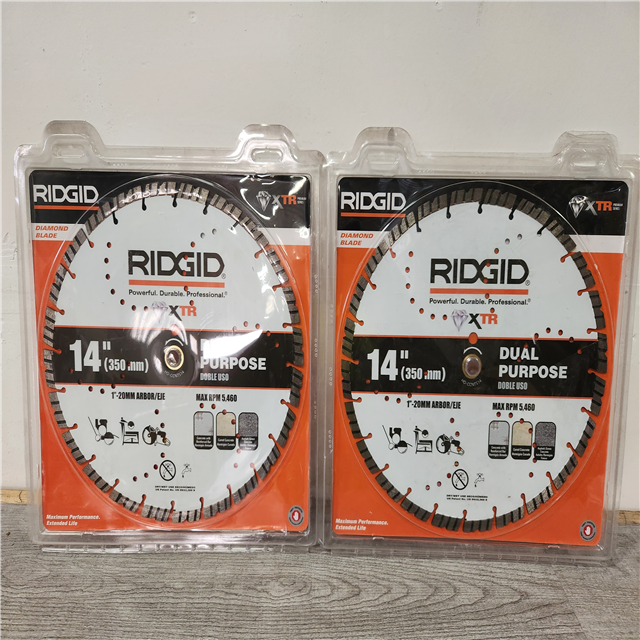 RIDGID
XTR
DIAMOND
BLADE
RIDGID
Powerful. Durable. Professional.®
XTR
14"
(350 mm)
PURPOSE
DOBLE USO
1"-20MM ARBOR/EJE
MAX RPM 5,460
Maximum Performance.
Extended Life
RIDGID
XTR
DIAMOND
BLADE
RIDGID
Powerful. Durable. Professional.®
XTR
14"
(350 mm)
DUAL
PURPOSE
DOBLE USO
1"-20MM ARBOR/EJE
MAX RPM 5,460
Maximum Performance.
Extended Life